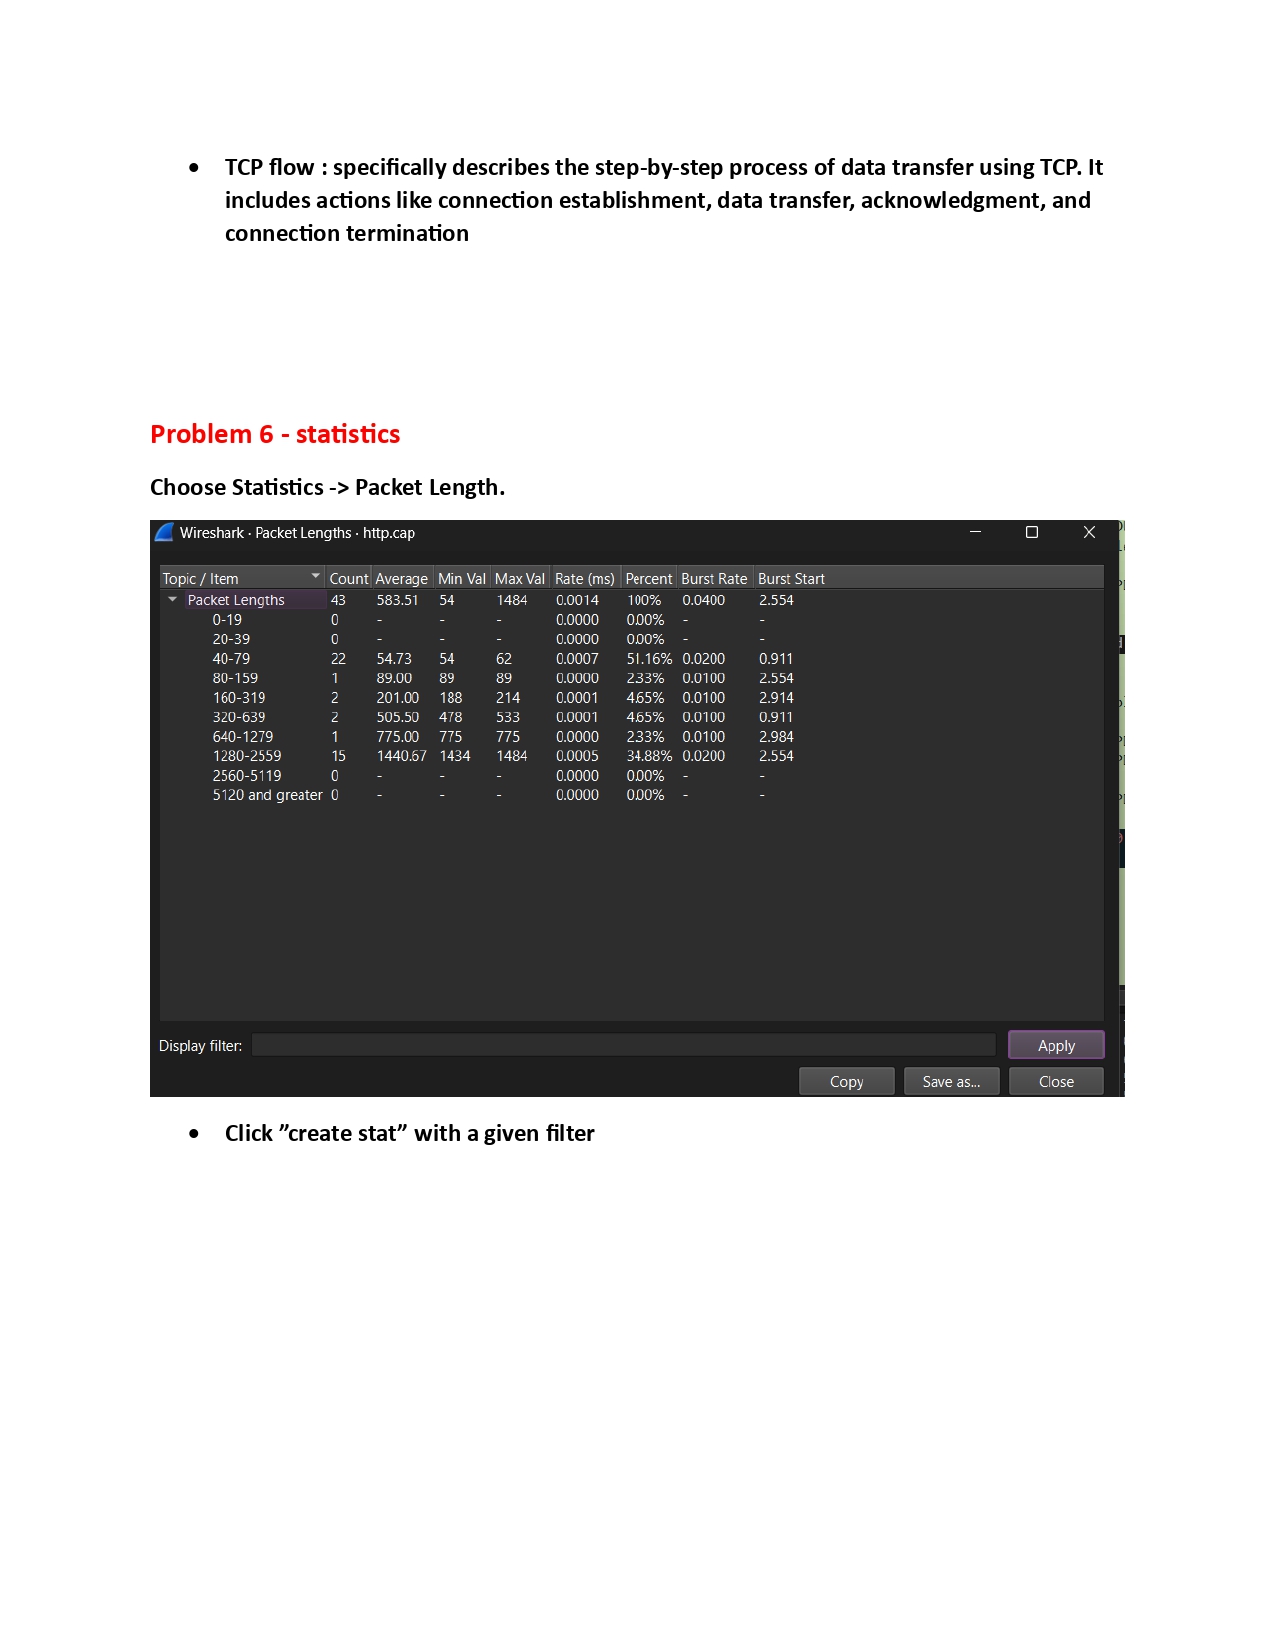 • TCP flow : specifically describes the step-by-step process of data transfer using TCP. It
includes actions like connection establishment, data transfer, acknowledgment, and
connection termination
Problem 6 - statistics
Choose Statistics -> Packet Length.
Wireshark · Packet Lengths · http.cap
Topic / Item Count Average Min Val Max Val Rate (ms) Percent Burst Rate Burst Start
Packet Lengths 43 583.51 54 1484 0.0014 100% 0.0400 2.554
0-19 0 - - - 0.0000 0.00% - -
20-39 0 - - - 0.0000 0.00% - -
40-79 22 54.73 54 62 0.0007 51.16% 0.0200 0.911
80-159 1 89.00 89 89 0.0000 2.33% 0.0100 2.554
160-319 2 201.00 188 214 0.0001 4.65% 0.0100 2.914
320-639 2 505.50 478 533 0.0001 4.65% 0.0100 0.911
640-1279 1 775.00 775 775 0.0000 2.33% 0.0100 2.984
1280-2559 15 1440.67 1434 1484 0.0005 34.88% 0.0200 2.554
2560-5119 0 - - - 0.0000 0.00% - -
5120 and greater 0 - - - 0.0000 0.00% - -
Display filter:
Apply
Copy Save as... Close
• Click ”create stat” with a given filter